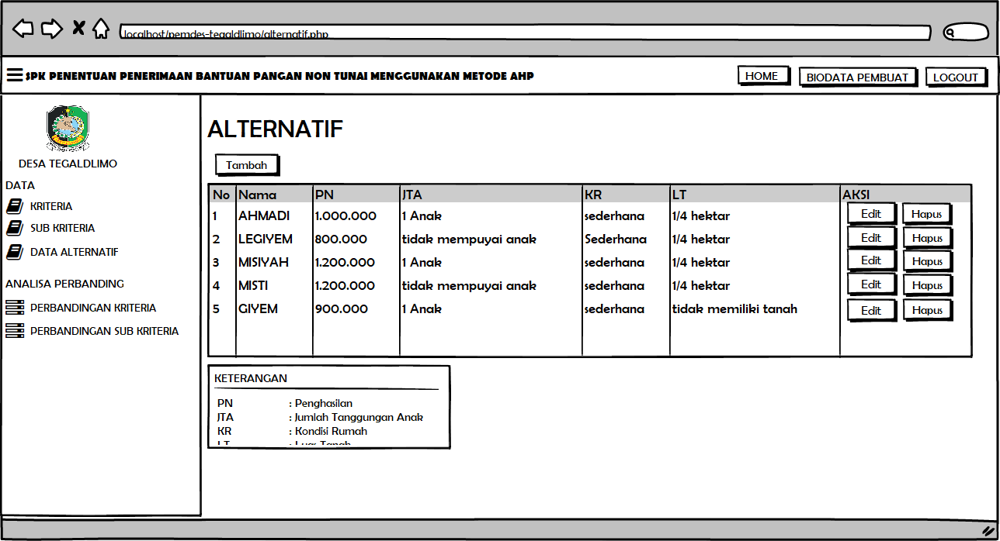 localhost/pemdes-tegaldlimo/alternatif.php
SPK PENENTUAN PENERIMAAN BANTUAN PANGAN NON TUNAI MENGGUNAKAN METODE AHP
HOME BIODATA PEMBUAT LOGOUT
DESA TEGALDLIMO
DATA
KRITERIA
SUB KRITERIA
DATA ALTERNATIF
ANALISA PERBANDING
PERBANDINGAN KRITERIA
PERBANDINGAN SUB KRITERIA
ALTERNATIF
Tambah
No Nama PN JTA KR LT AKSI
1 AHMADI 1.000.000 1 Anak sederhana 1/4 hektar Edit Hapus
2 LEGIYEM 800.000 tidak mempuyai anak Sederhana 1/4 hektar Edit Hapus
3 MISIYAH 1.200.000 1 Anak sederhana 1/4 hektar Edit Hapus
4 MISTI 1.200.000 tidak mempuyai anak sederhana 1/4 hektar Edit Hapus
5 GIYEM 900.000 1 Anak sederhana tidak memiliki tanah Edit Hapus
KETERANGAN
PN : Penghasilan
JTA : Jumlah Tanggungan Anak
KR : Kondisi Rumah
LT : Luas Tanah